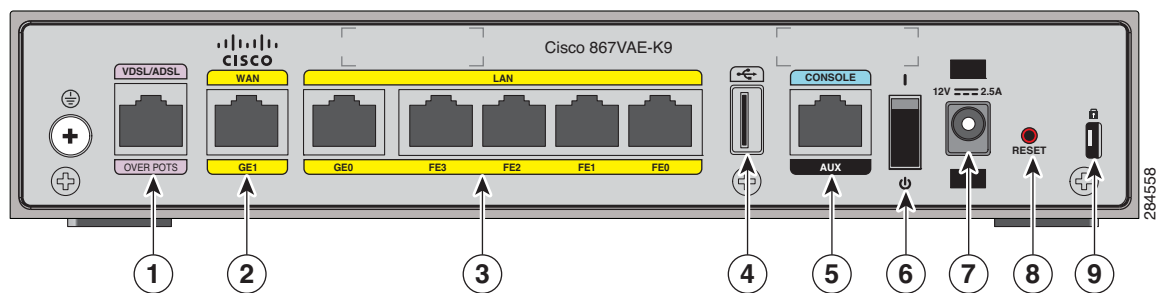 CISCO
Cisco 867VAE-K9
VDSL/ADSL
WAN
LAN
CONSOLE
12V 2.5A
OVER POTS
GE1
GE0
FE3
FE2
FE1
FE0
AUX
RESET
284558
1
2
3
4
5
6
7
8
9